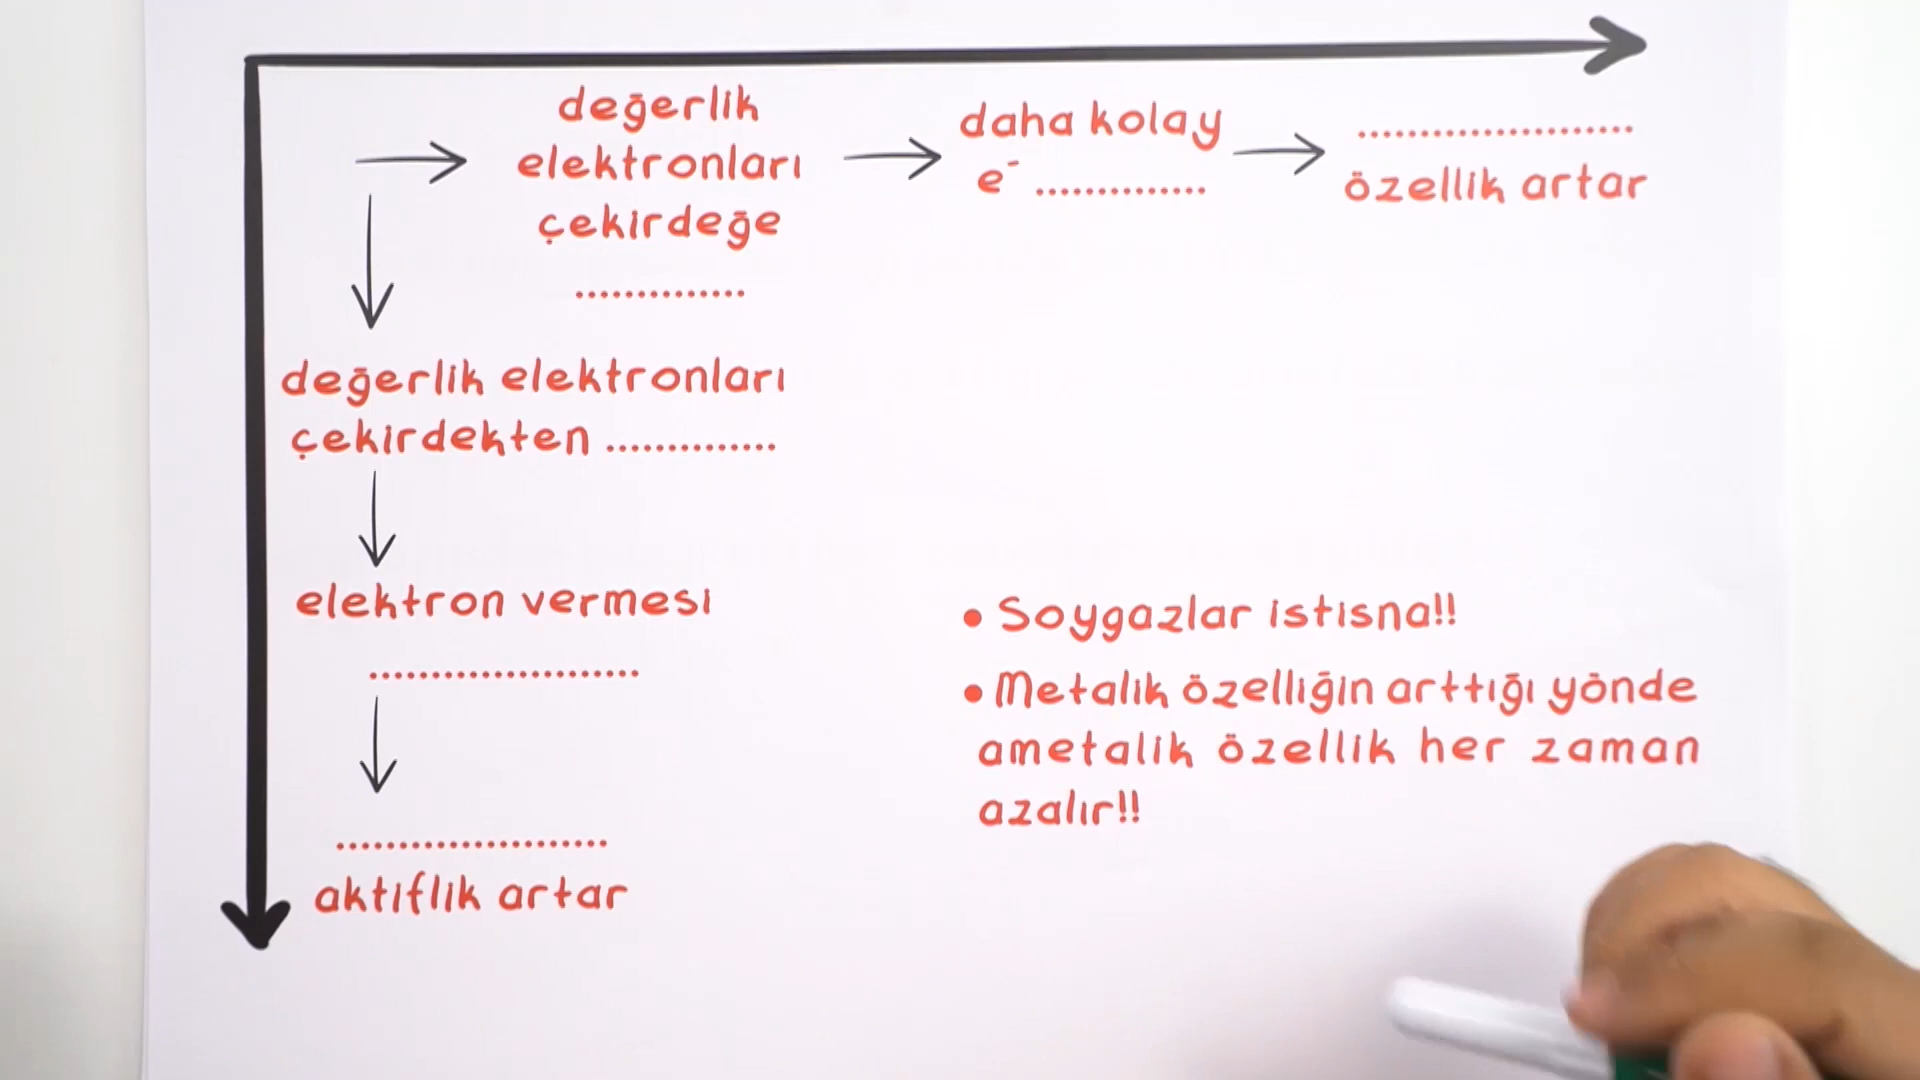 değerlik
elektronları
çekirdeğe
..............
daha kolay
e⁻ ..............
......................
özellik artar
değerlik elektronları
çekirdekten ..............
elektron vermesi
......................
......................
aktiflik artar
• Soygazlar istisna!!
• Metalik özelliğin arttığı yönde
ametalik özellik her zaman
azalır!!